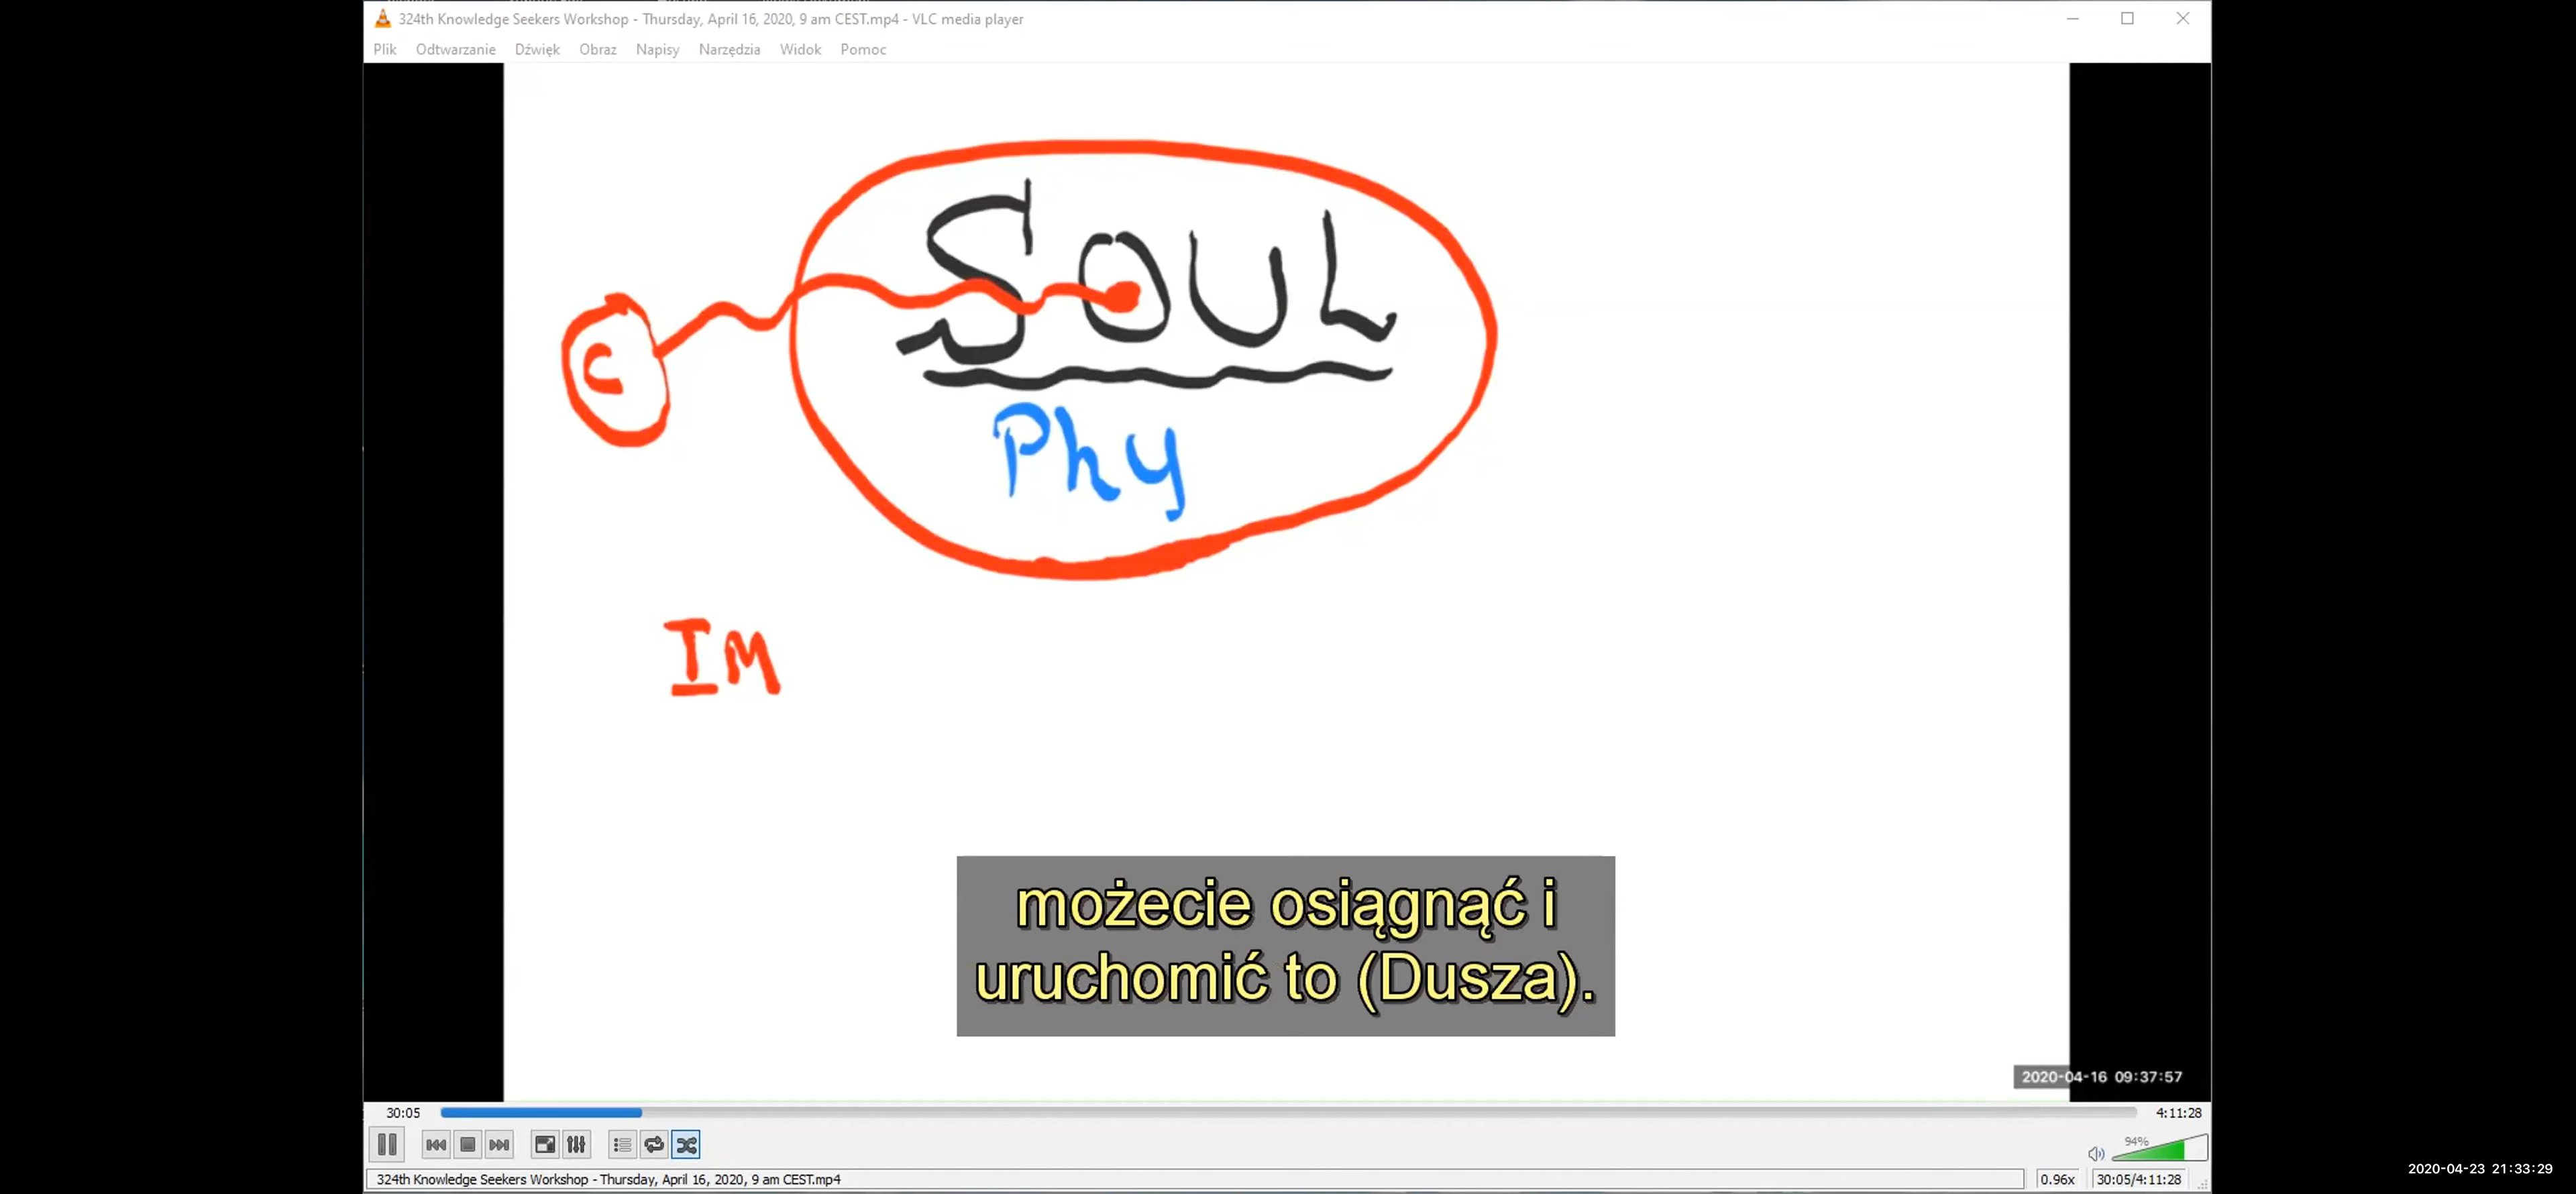 324th Knowledge Seekers Workshop - Thursday, April 16, 2020, 9 am CEST.mp4 - VLC media player
Plik Odtwarzanie Dźwięk Obraz Napisy Narzędzia Widok Pomoc
SOUL
C
Phy
IM
możecie osiągnąć i
uruchomić to (Dusza).
2020-04-16 09:37:57
30:05 4:11:28
94%
324th Knowledge Seekers Workshop - Thursday, April 16, 2020, 9 am CEST.mp4 0.96x 30:05/4:11:28
2020-04-23 21:33:29